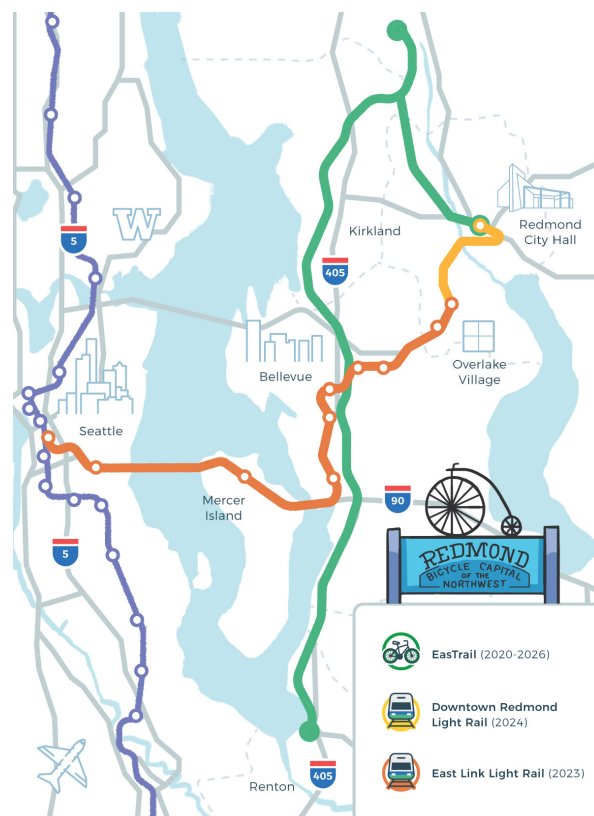 W
5
Redmond
City Hall
Kirkland
405
Bellevue
Overlake
Village
Seattle
Mercer
Island
90
5
REDMOND
BICYCLE CAPITAL
OF THE
NORTHWEST
EasTrail (2020-2026)
Downtown Redmond
Light Rail (2024)
East Link Light Rail (2023)
Renton
405